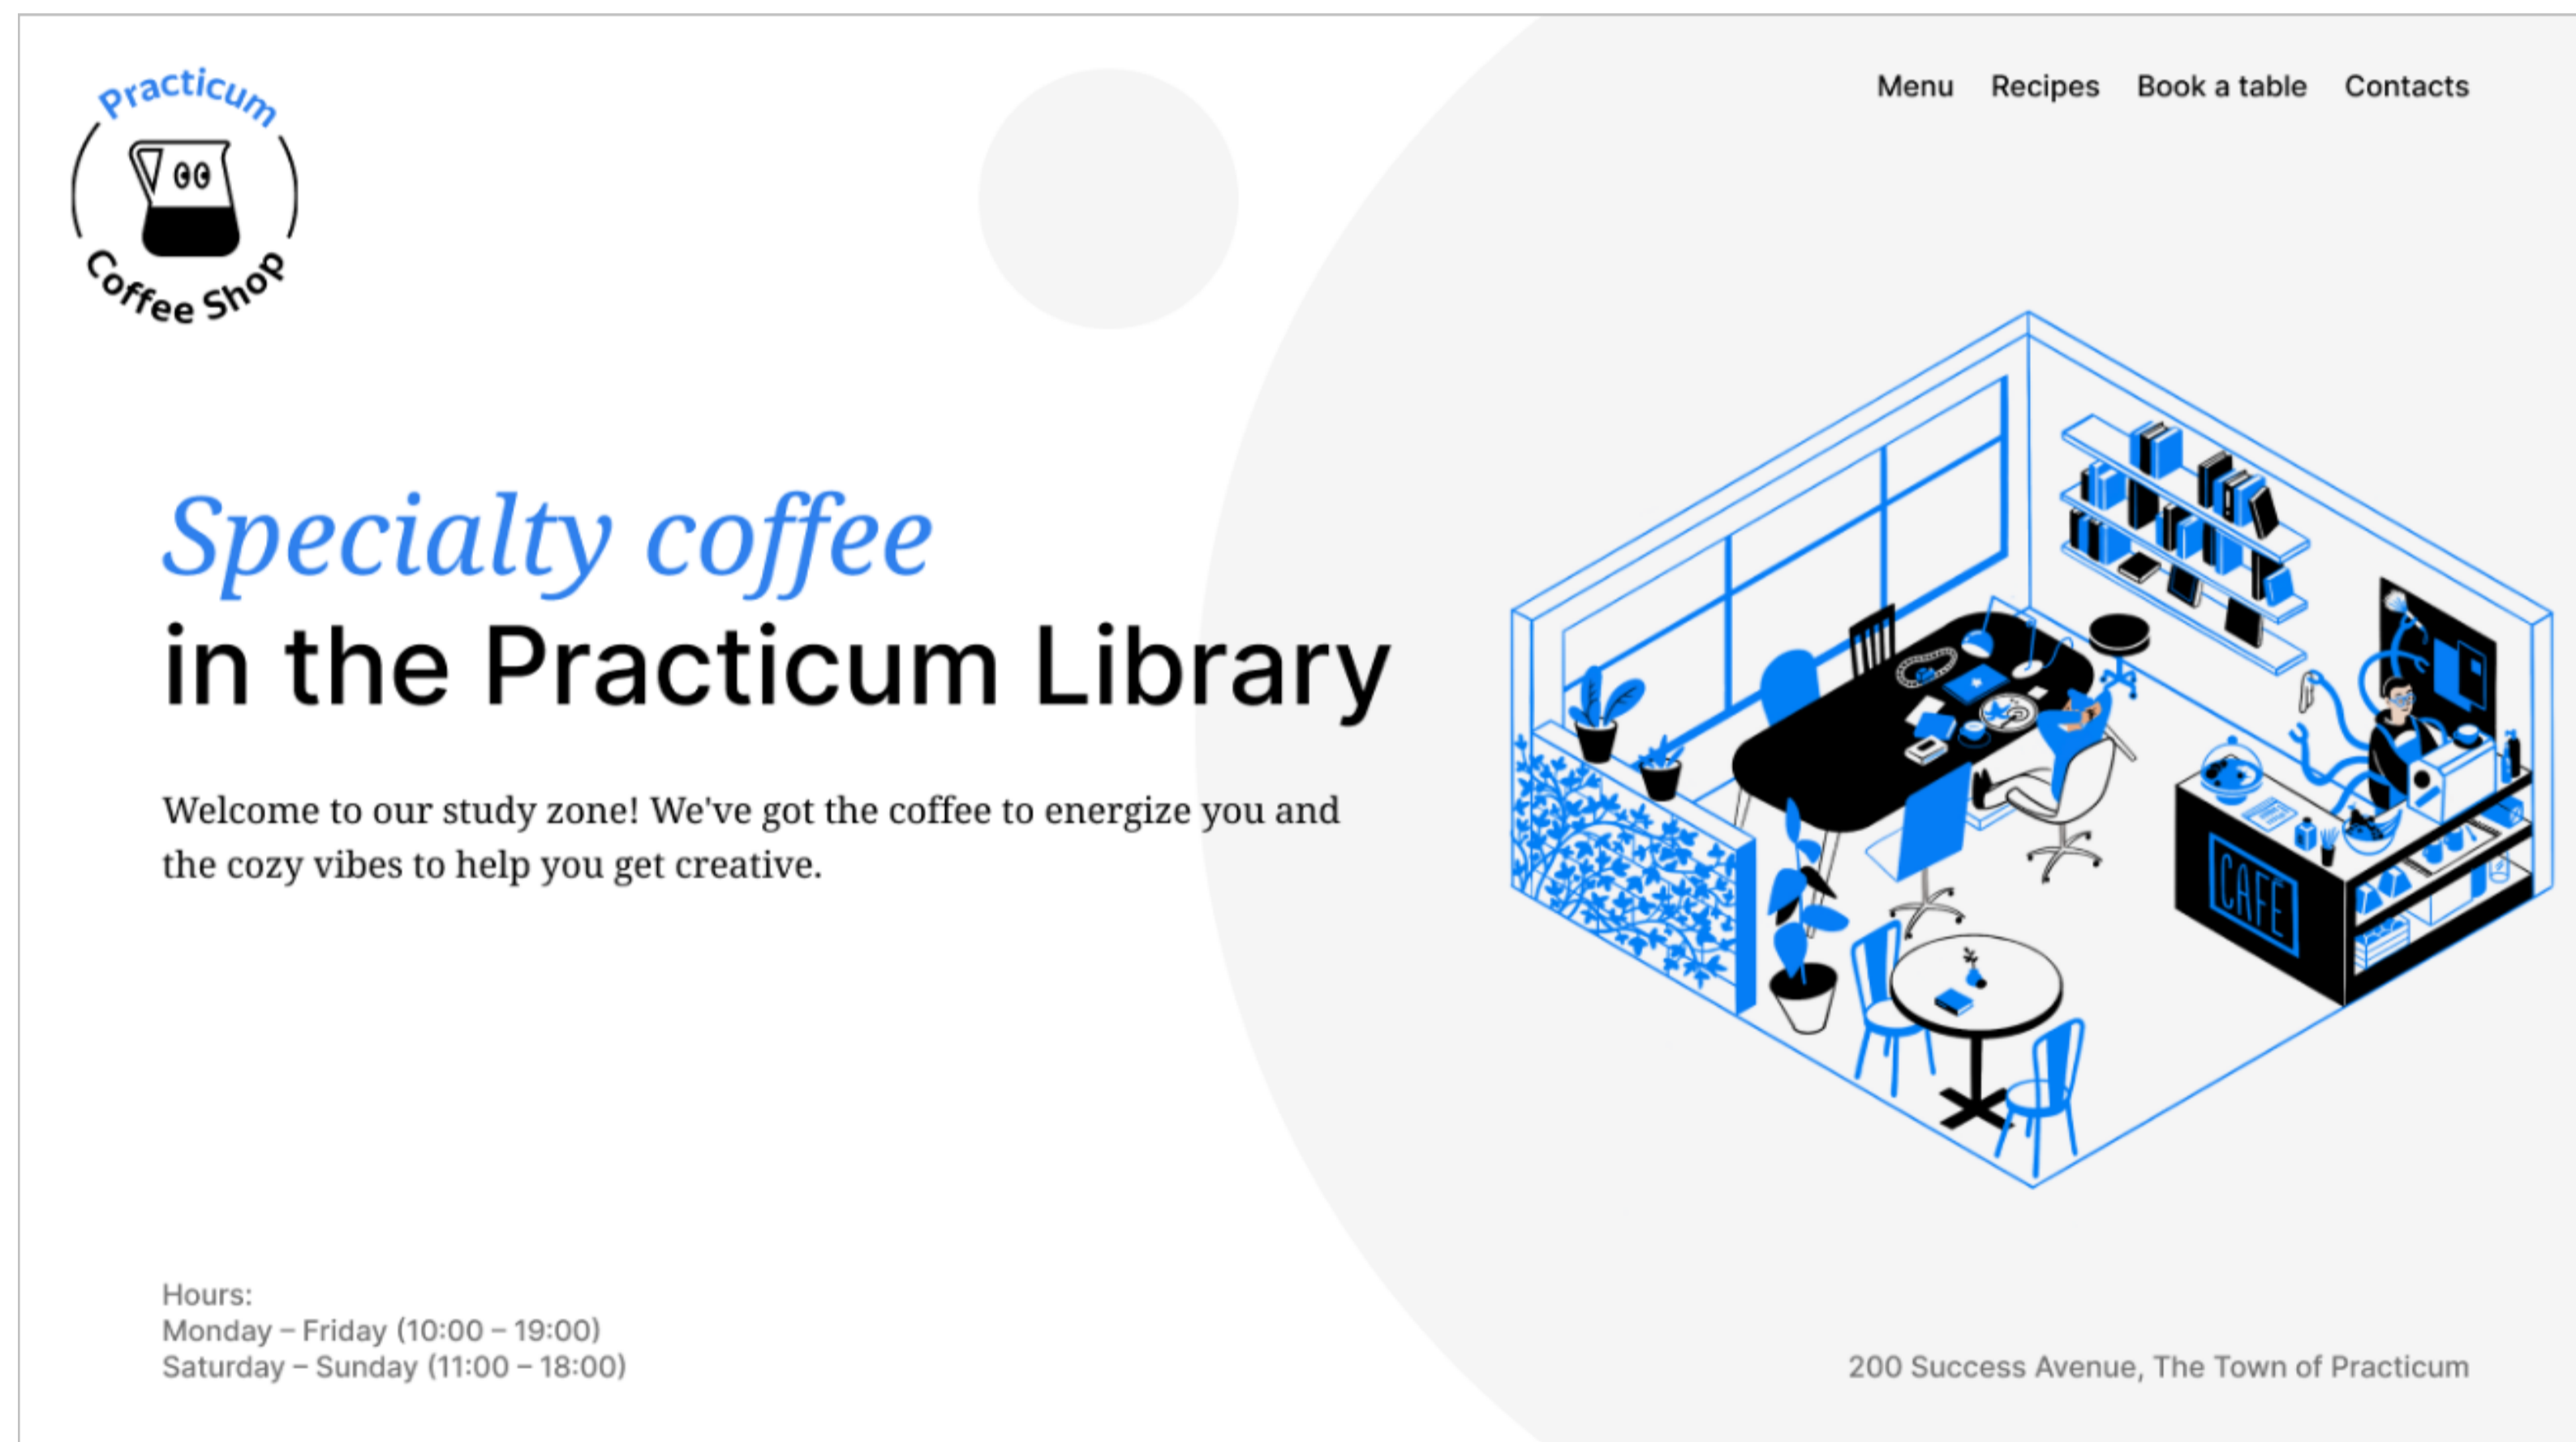 Practicum
Coffee Shop
Menu Recipes Book a table Contacts
Specialty coffee
in the Practicum Library
Welcome to our study zone! We've got the coffee to energize you and
the cozy vibes to help you get creative.
CAFE
Hours:
Monday – Friday (10:00 – 19:00)
Saturday – Sunday (11:00 – 18:00)
200 Success Avenue, The Town of Practicum